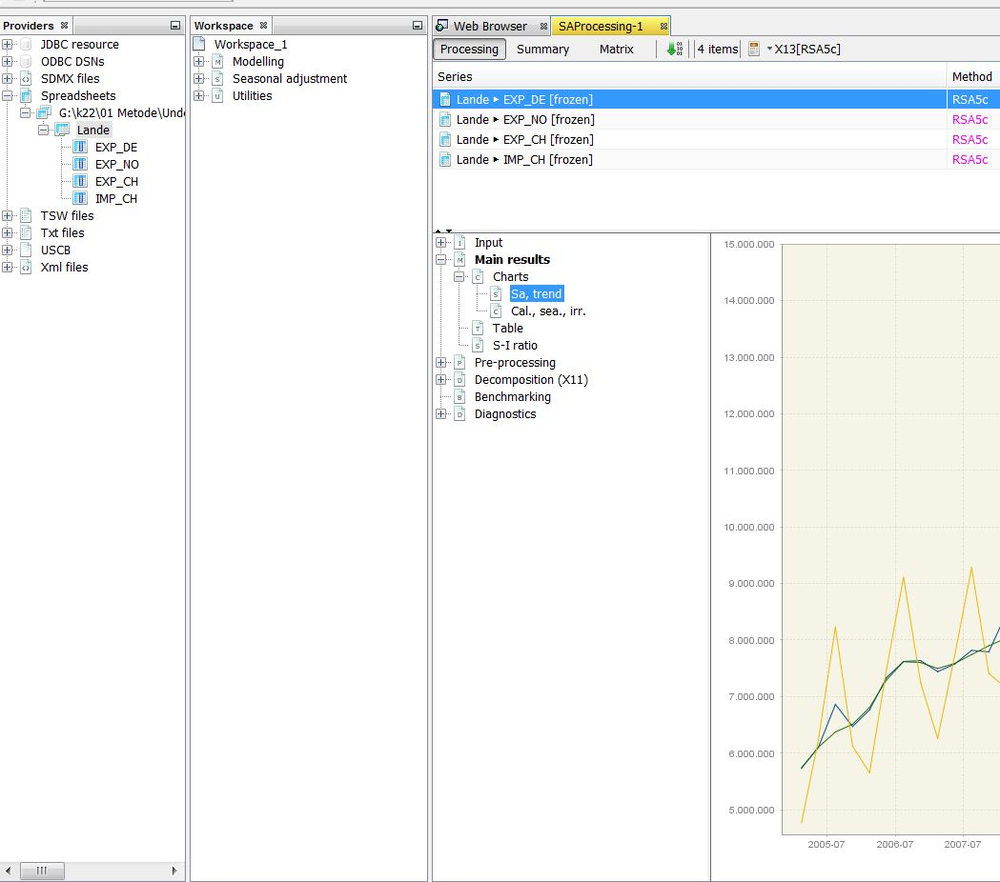 Providers
JDBC resource
ODBC DSNs
SDMX files
Spreadsheets
G:\k22\01 Metode\Unde
Lande
EXP_DE
EXP_NO
EXP_CH
IMP_CH
TSW files
Txt files
USCB
Xml files
Workspace
Workspace_1
M Modelling
S Seasonal adjustment
U Utilities
Web Browser
SAProcessing-1
Processing Summary Matrix 4 items X13[RSA5c]
Series Method
Lande ▸ EXP_DE [frozen] RSA5c
Lande ▸ EXP_NO [frozen] RSA5c
Lande ▸ EXP_CH [frozen] RSA5c
Lande ▸ IMP_CH [frozen] RSA5c
I Input
M Main results
C Charts
S Sa, trend
C Cal., sea., irr.
T Table
S S-I ratio
P Pre-processing
D Decomposition (X11)
B Benchmarking
D Diagnostics
15.000.000
14.000.000
13.000.000
12.000.000
11.000.000
10.000.000
9.000.000
8.000.000
7.000.000
6.000.000
5.000.000
2005-07 2006-07 2007-07